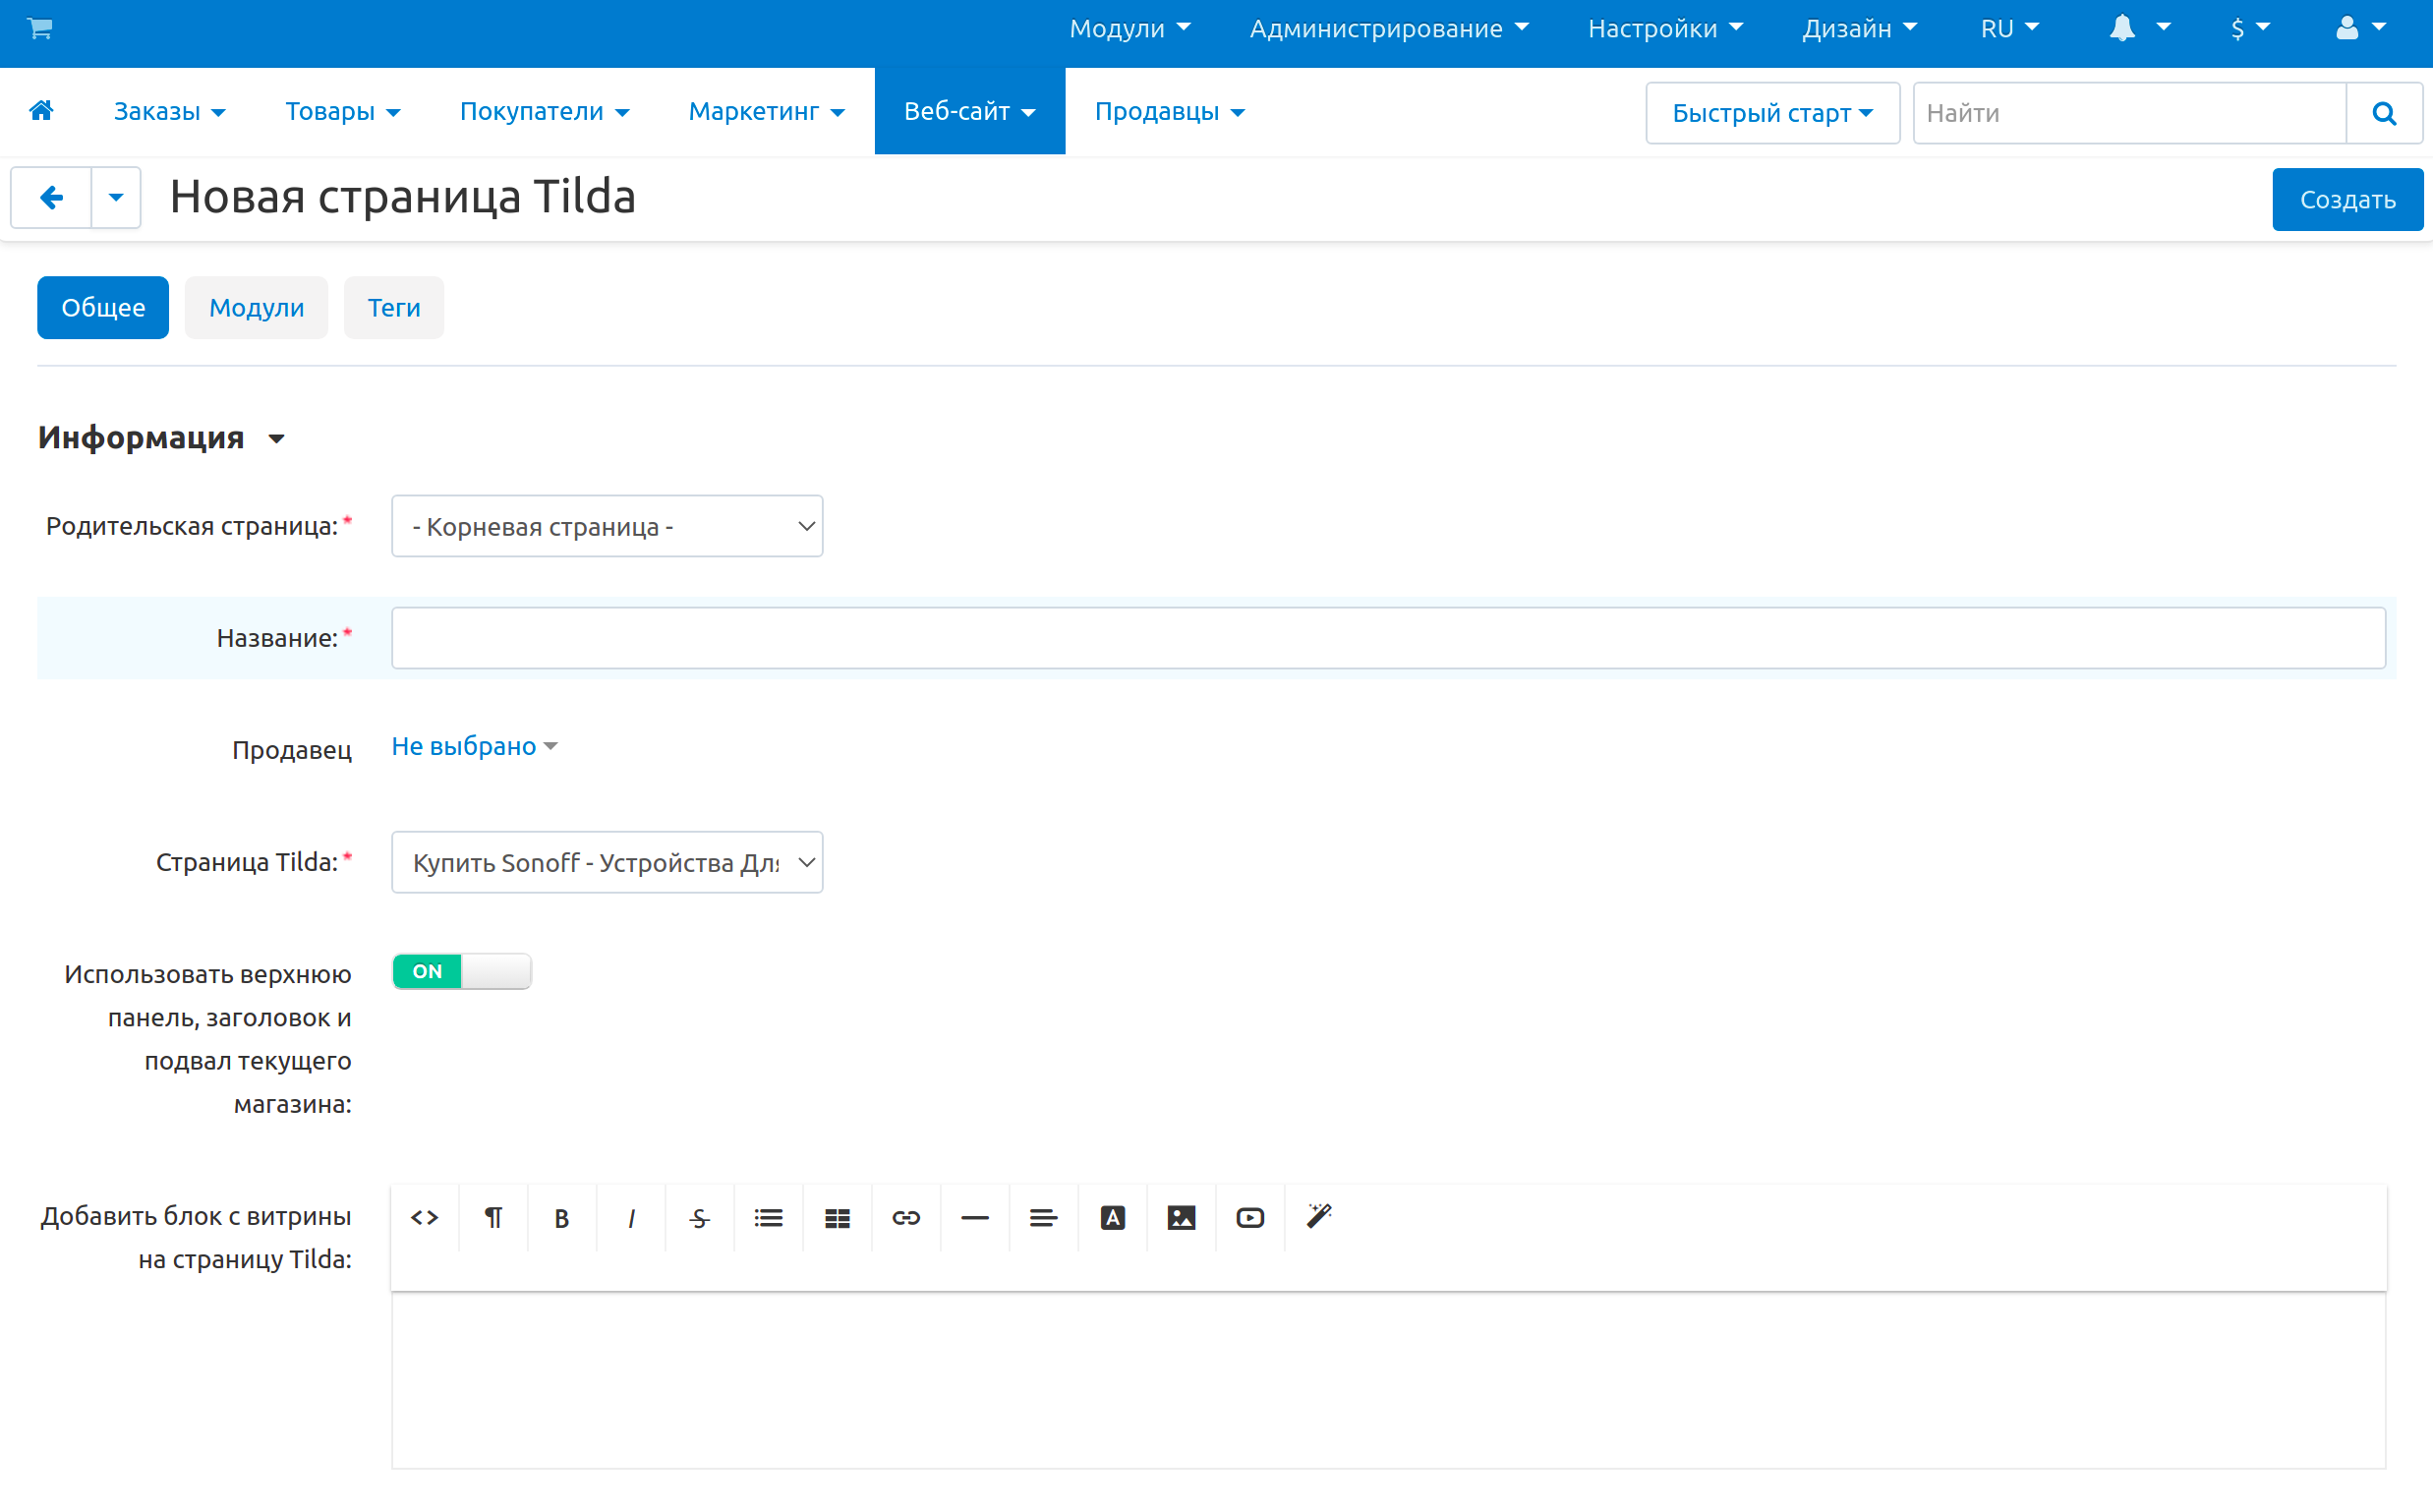 Модули Администрирование Настройки Дизайн RU $
Заказы Товары Покупатели Маркетинг Веб-сайт Продавцы Быстрый старт Найти
Новая страница Tilda Создать
Общее Модули Теги
Информация
Родительская страница:* - Корневая страница -
Название:*
Продавец Не выбрано
Страница Tilda:* Купить Sonoff - Устройства Для
Использовать верхнюю ON
панель, заголовок и
подвал текущего
магазина:
Добавить блок с витрины <> ¶ B I S A
на страницу Tilda: